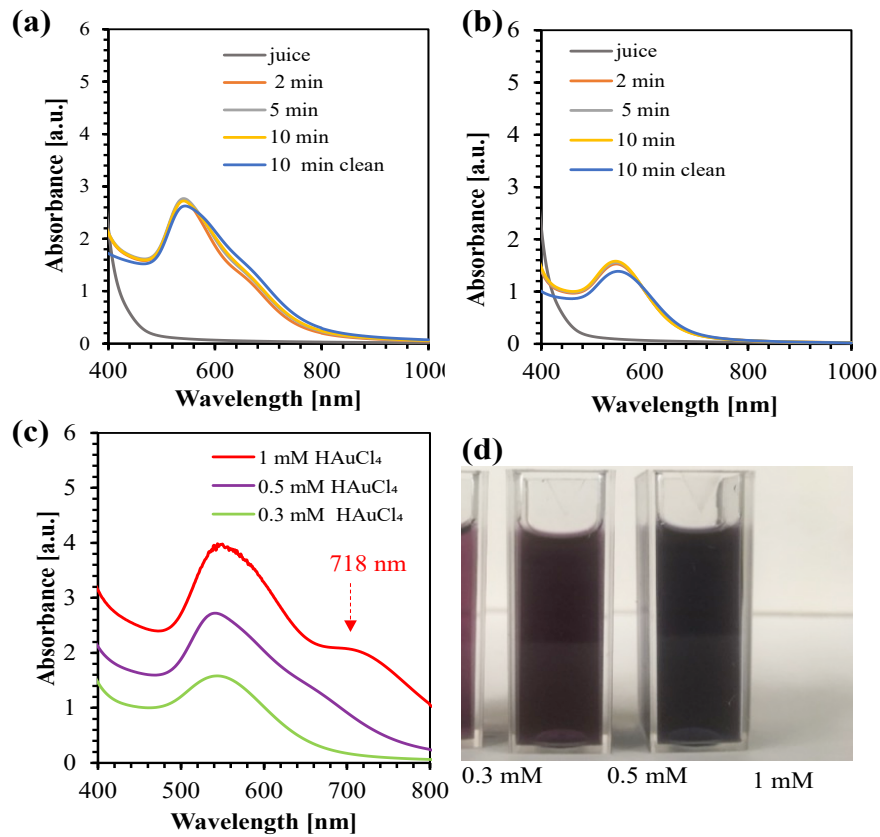 (a)
6
5
4
3
2
1
0
Absorbance [a.u.]
juice
2 min
5 min
10 min
10 min clean
400 600 800 1000
Wavelength [nm]
(b)
6
5
4
3
2
1
0
Absorbance [a.u.]
juice
2 min
5 min
10 min
10 min clean
400 600 800 1000
Wavelength [nm]
(c)
6
5
4
3
2
1
0
Absorbance [a.u.]
1 mM HAuCl₄
0.5 mM HAuCl₄
0.3 mM HAuCl₄
718 nm
400 500 600 700 800
Wavelength [nm]
(d)
0.3 mM 0.5 mM 1 mM